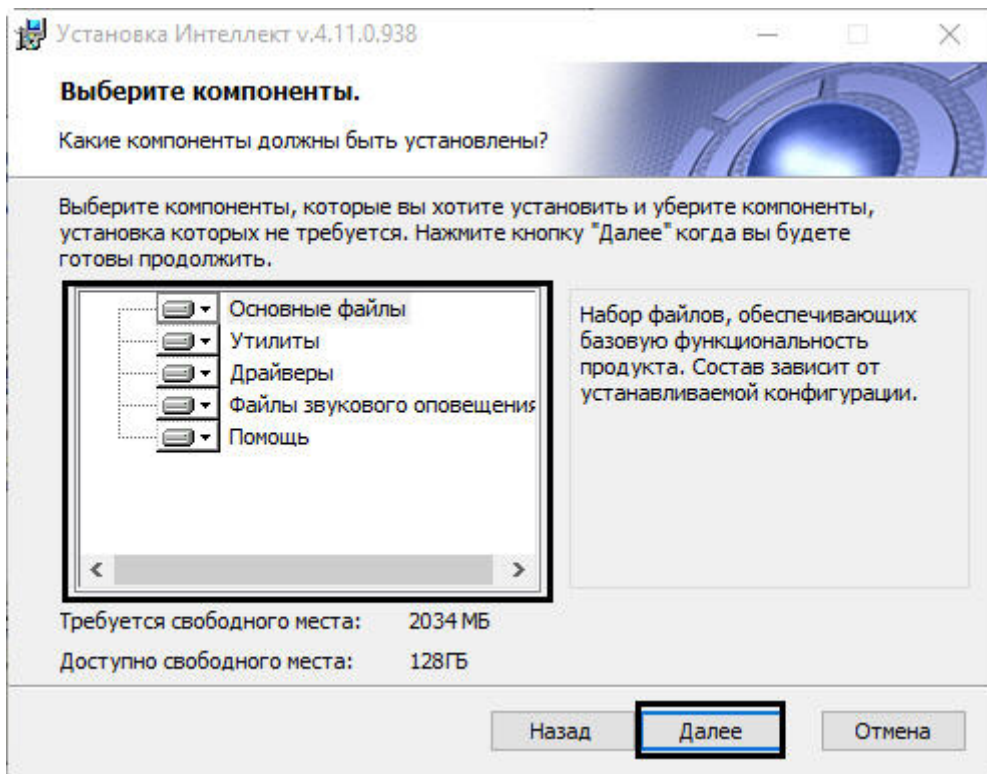 Установка Интеллект v.4.11.0.938
Выберите компоненты.
Какие компоненты должны быть установлены?
Выберите компоненты, которые вы хотите установить и уберите компоненты,
установка которых не требуется. Нажмите кнопку "Далее" когда вы будете
готовы продолжить.
Основные файлы
Утилиты
Драйверы
Файлы звукового оповещения
Помощь
Набор файлов, обеспечивающих
базовую функциональность
продукта. Состав зависит от
устанавливаемой конфигурации.
Требуется свободного места: 2034 МБ
Доступно свободного места: 128ГБ
Назад Далее Отмена